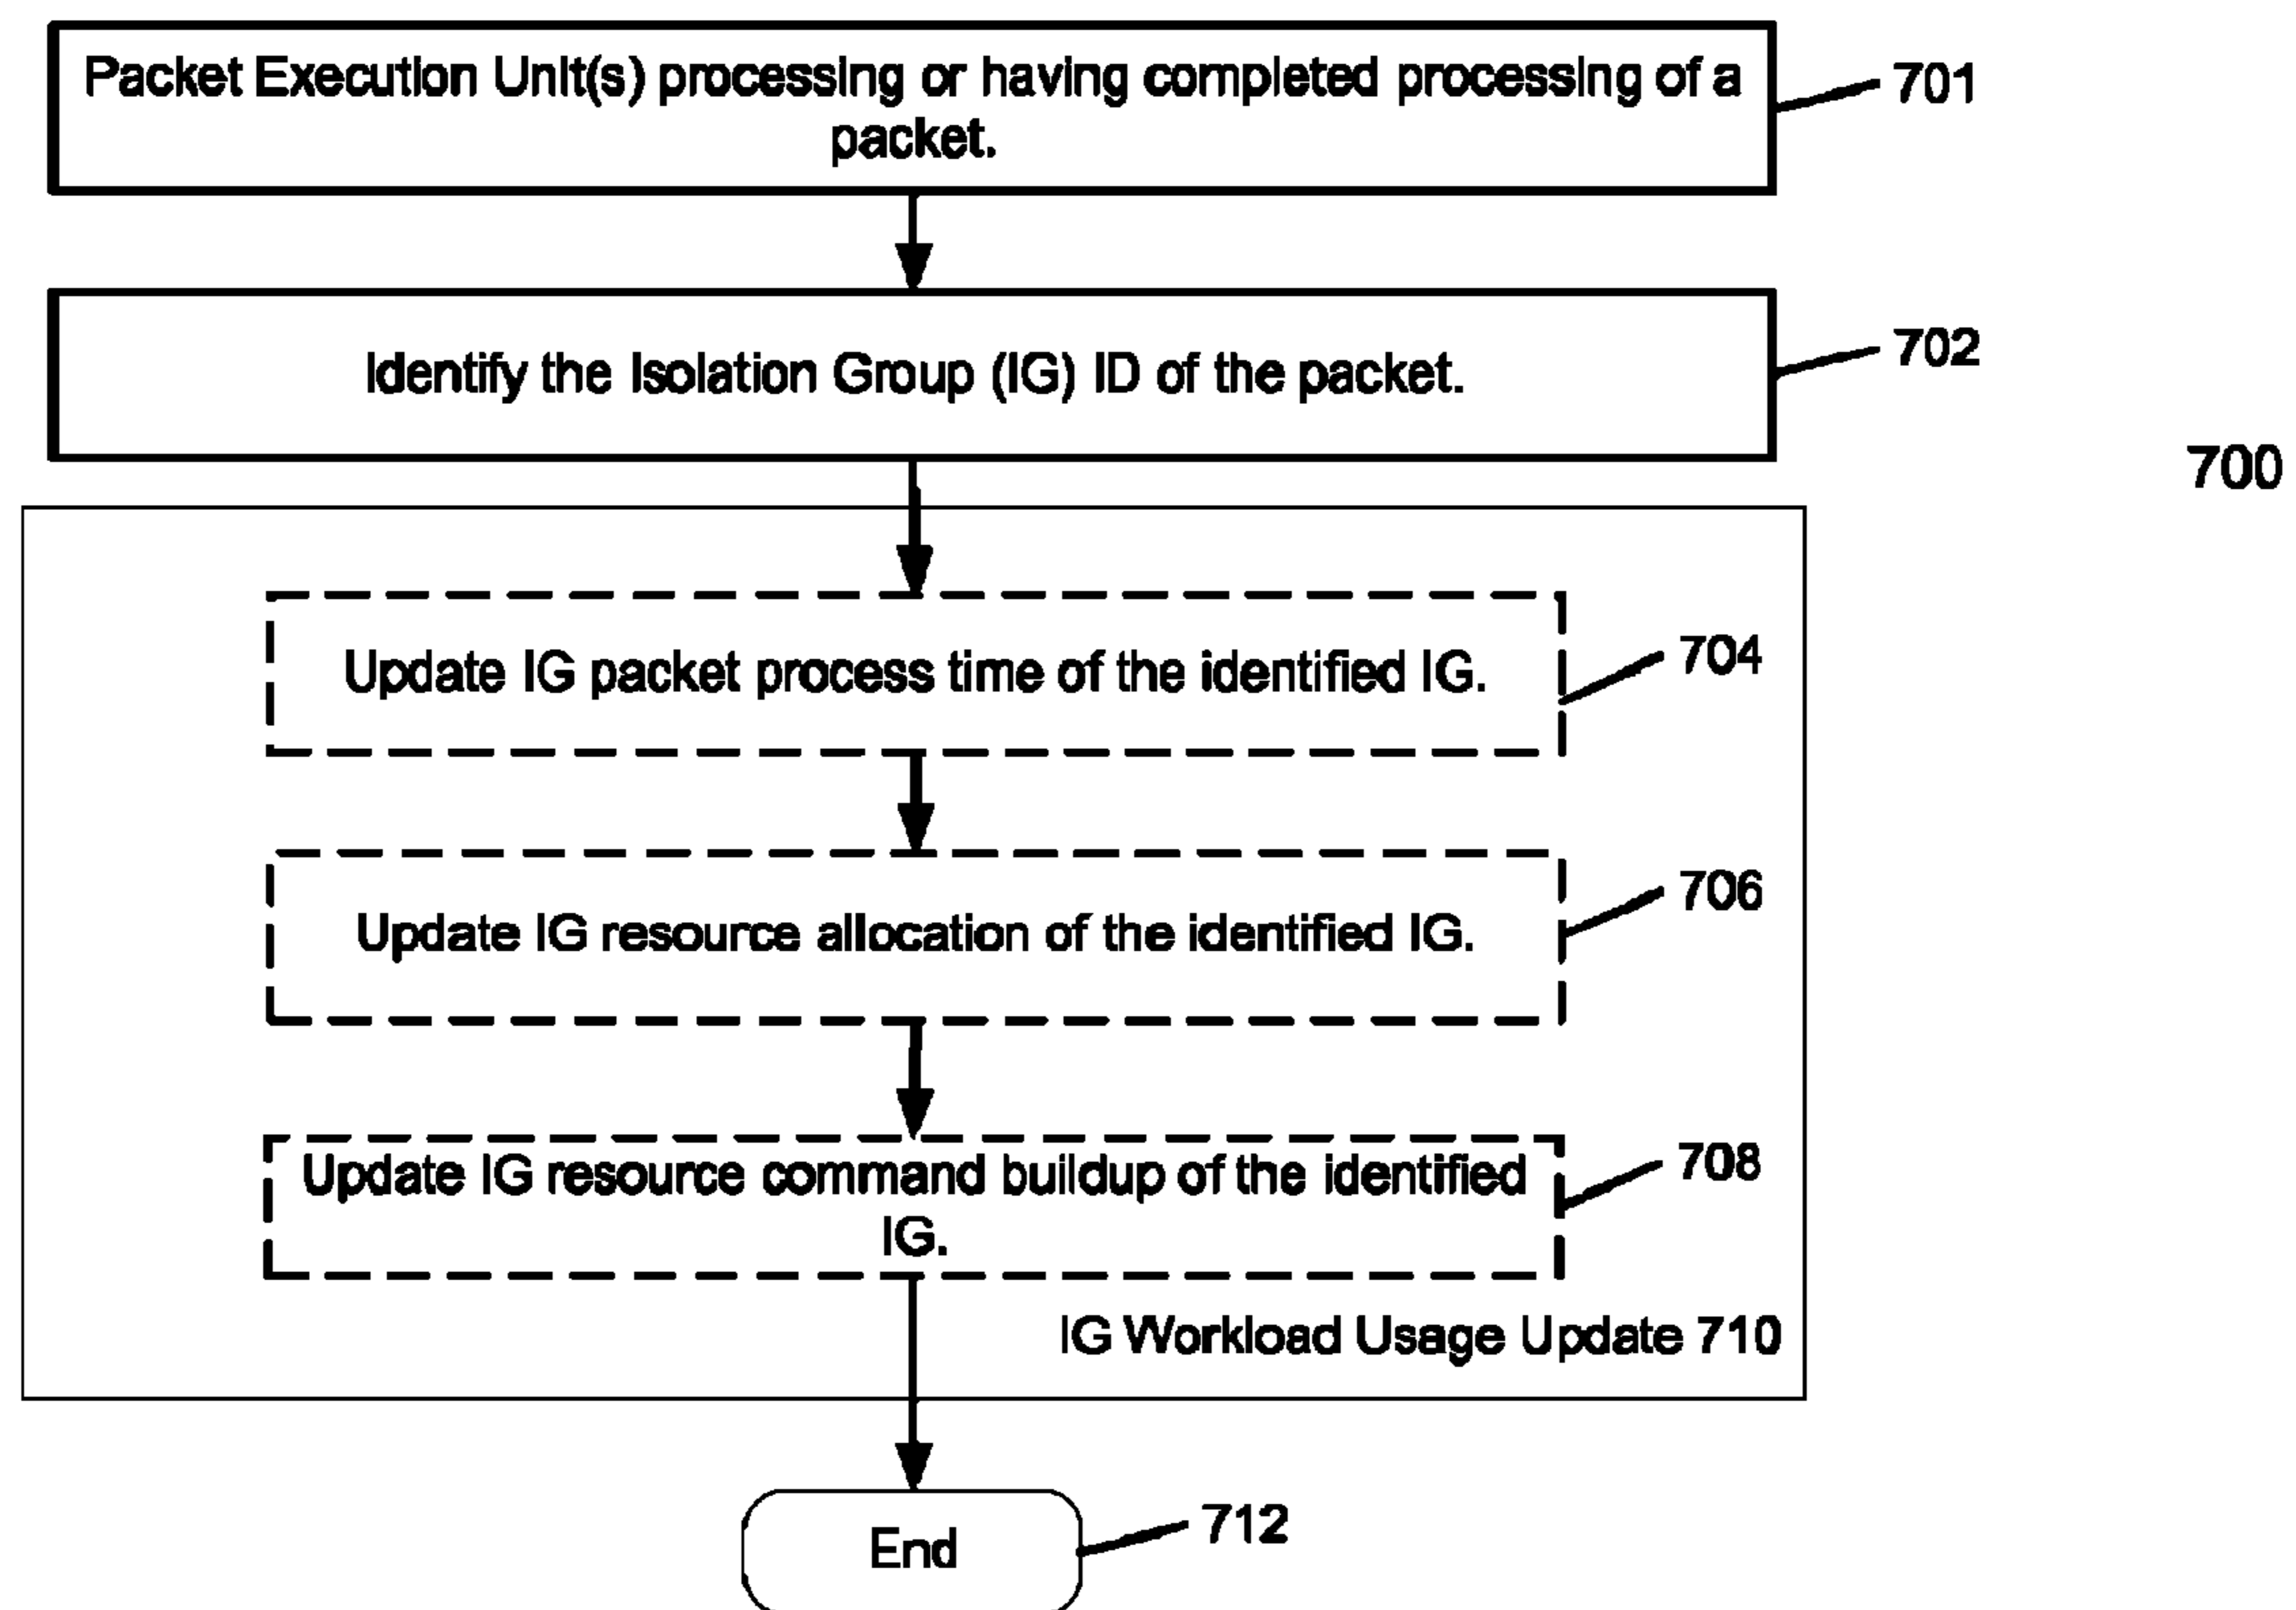 Packet Execution Unit(s) processing or having completed processing of a
packet.
701
Identify the Isolation Group (IG) ID of the packet.
702
700
Update IG packet process time of the identified IG.
704
Update IG resource allocation of the identified IG.
706
Update IG resource command buildup of the identified
IG.
708
IG Workload Usage Update 710
End
712